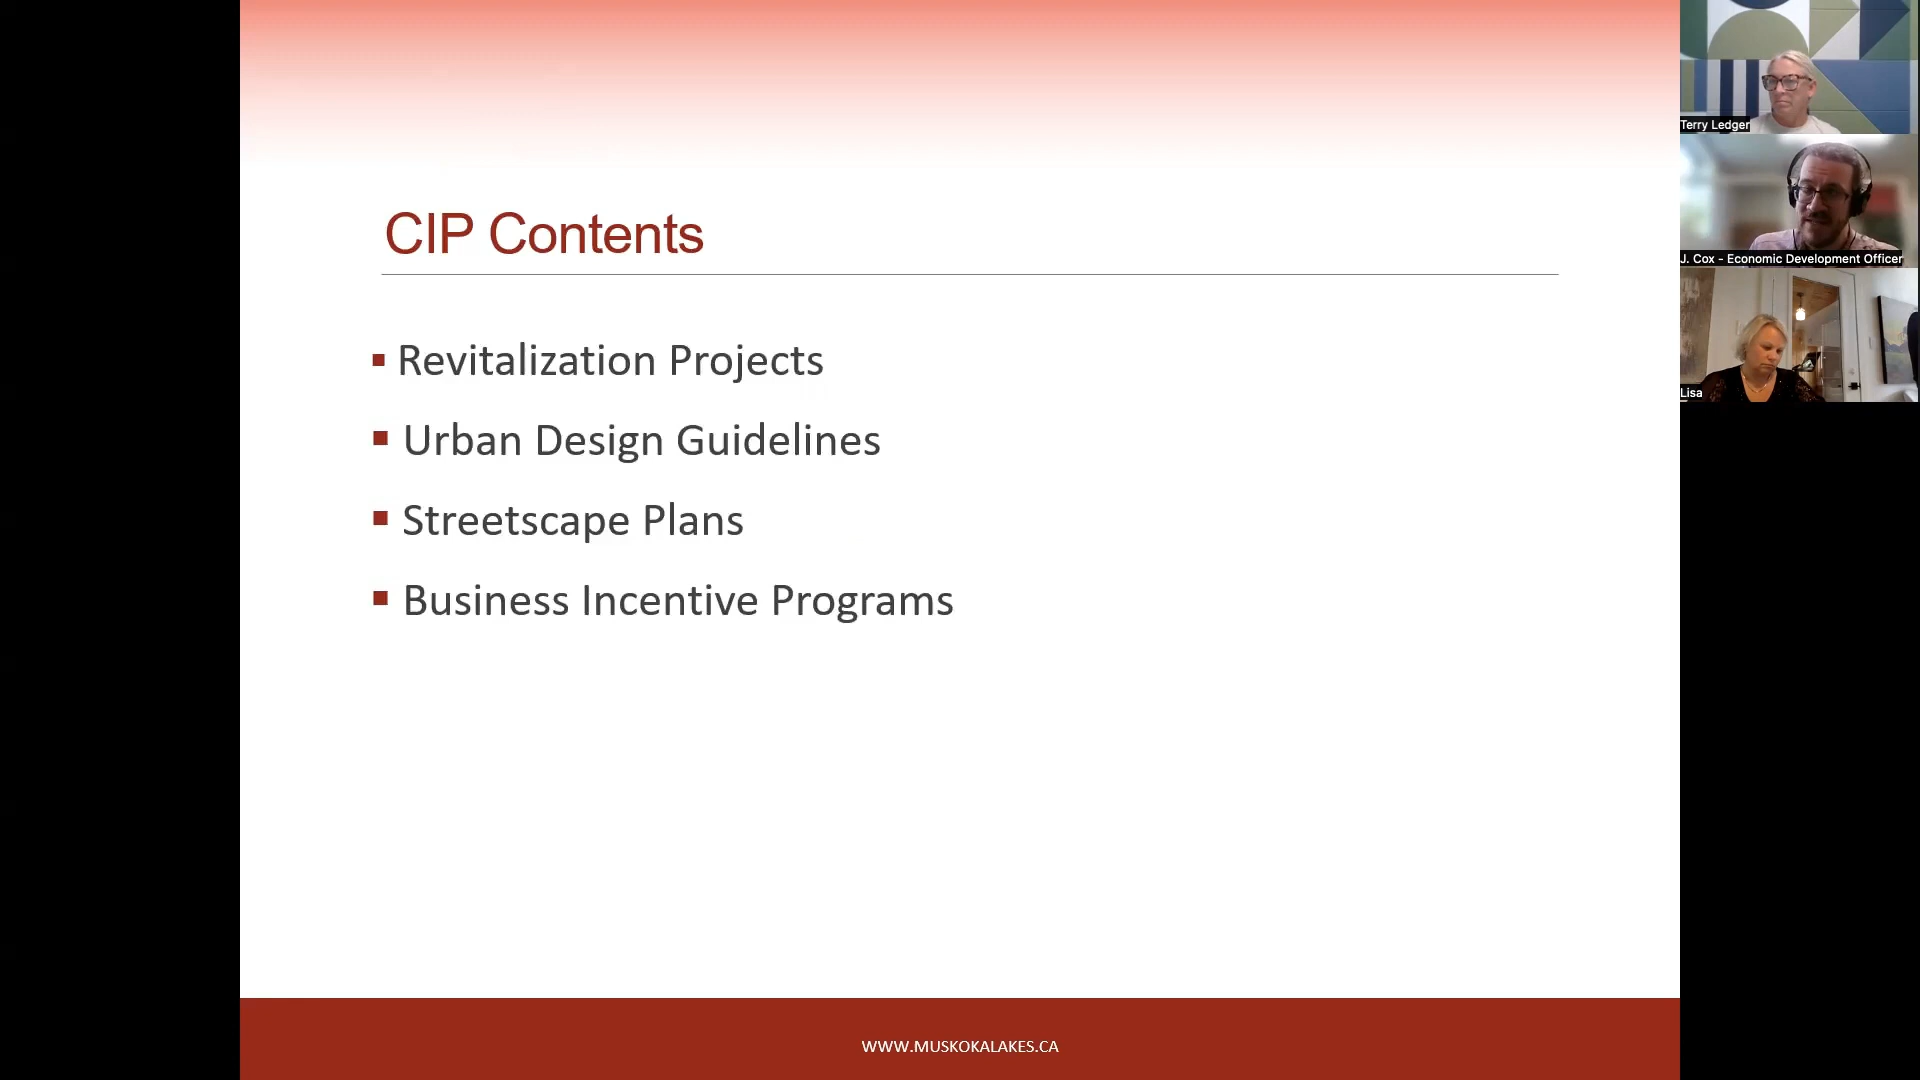 CIP Contents
Revitalization Projects
Urban Design Guidelines
Streetscape Plans
Business Incentive Programs
WWW.MUSKOKALAKES.CA
Terry Ledger
J. Cox - Economic Development Officer
Lisa